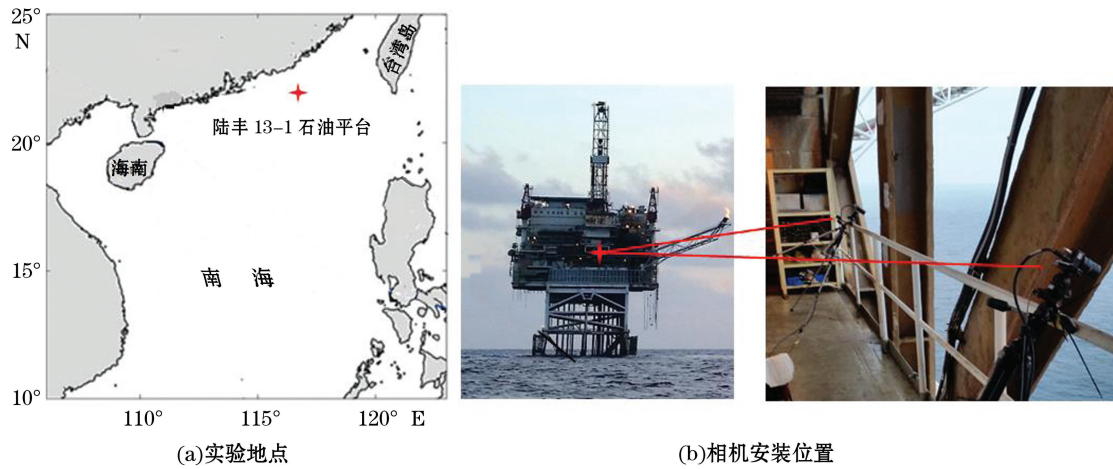 25°
N
台湾岛
陆丰 13-1 石油平台
20°
海南
15°
南 海
10°
110° 115° 120° E
(a)实验地点
(b)相机安装位置